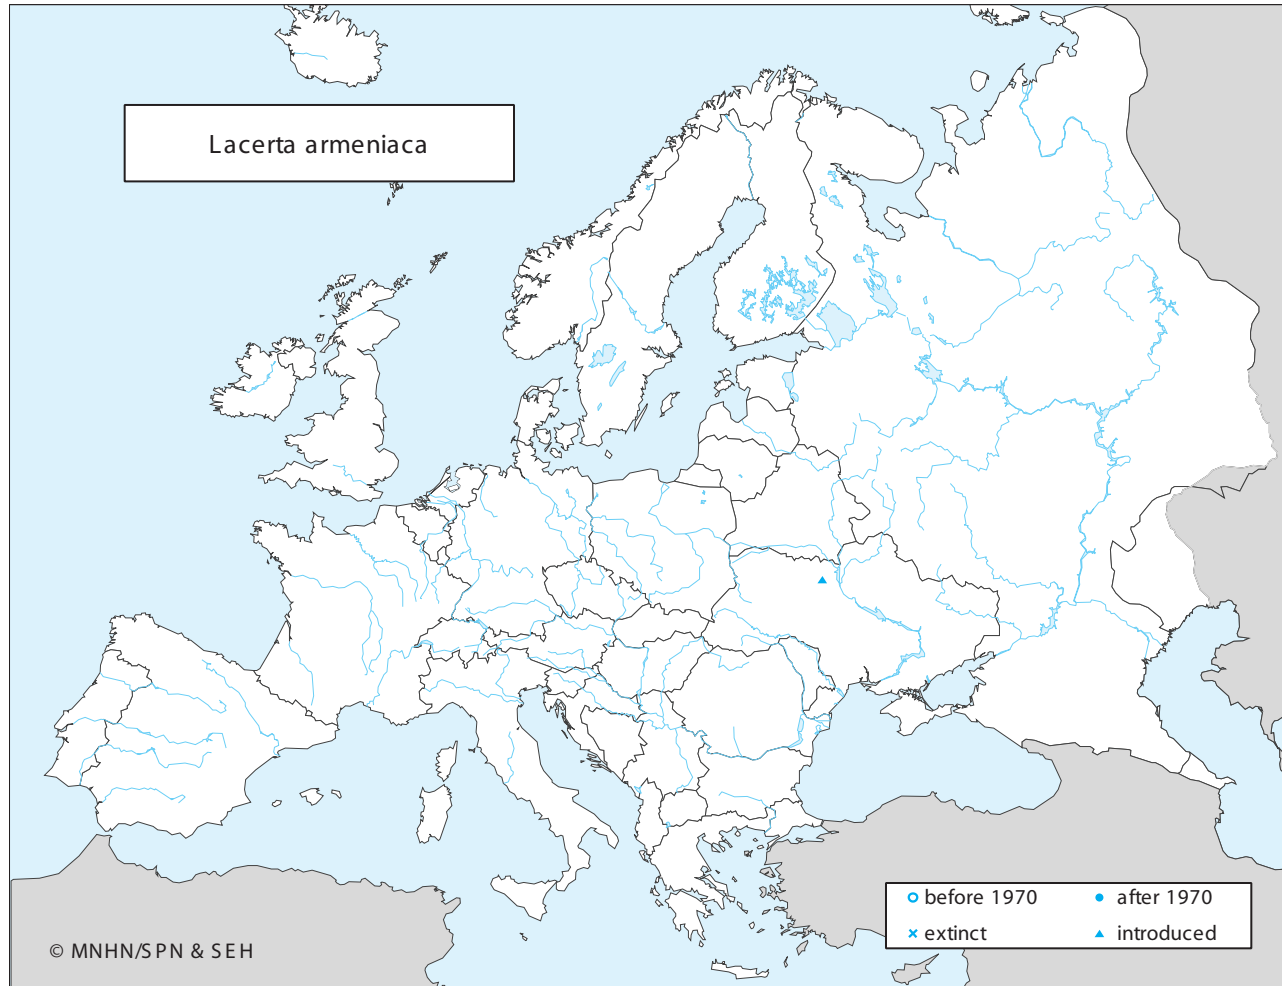 Lacerta armeniaca
before 1970
after 1970
extinct
introduced
© MNHN/SPN & SEH